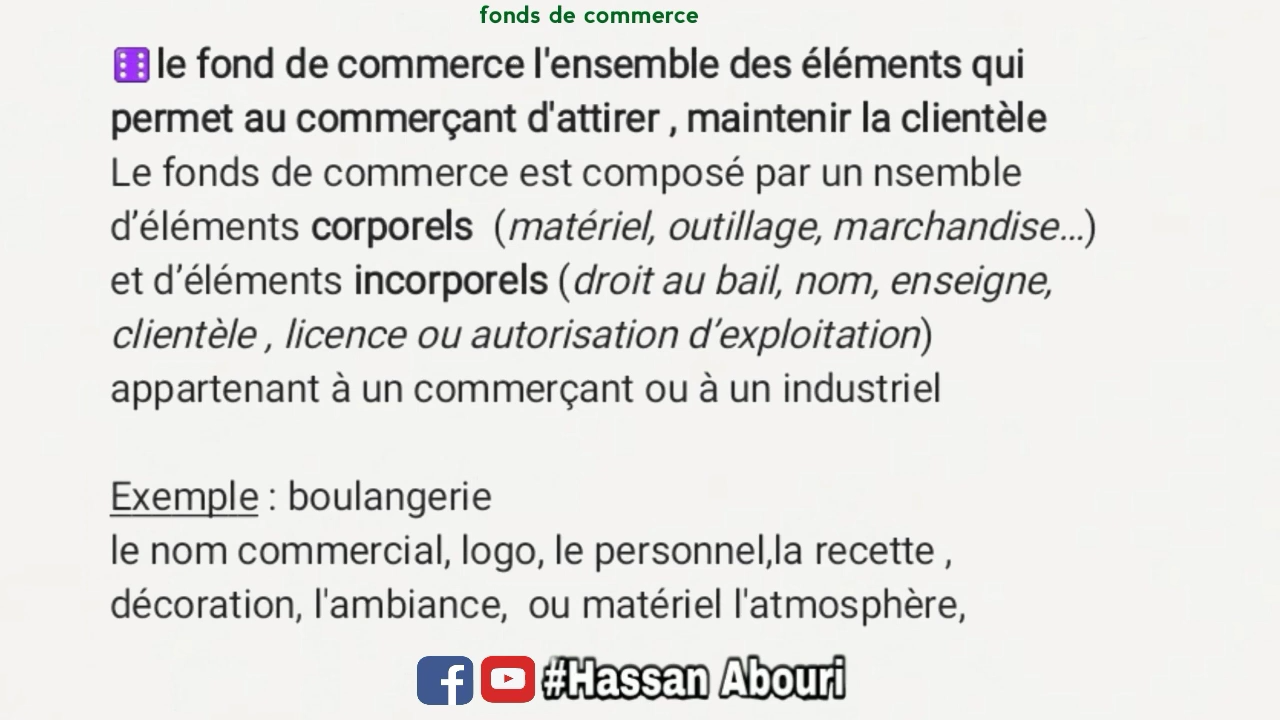 fonds de commerce
le fond de commerce l'ensemble des éléments qui
permet au commerçant d'attirer , maintenir la clientèle
Le fonds de commerce est composé par un nsemble
d’éléments corporels (matériel, outillage, marchandise…)
et d’éléments incorporels (droit au bail, nom, enseigne,
clientèle , licence ou autorisation d’exploitation)
appartenant à un commerçant ou à un industriel
Exemple : boulangerie
le nom commercial, logo, le personnel,la recette ,
décoration, l'ambiance, ou matériel l'atmosphère,
#Hassan Abouri